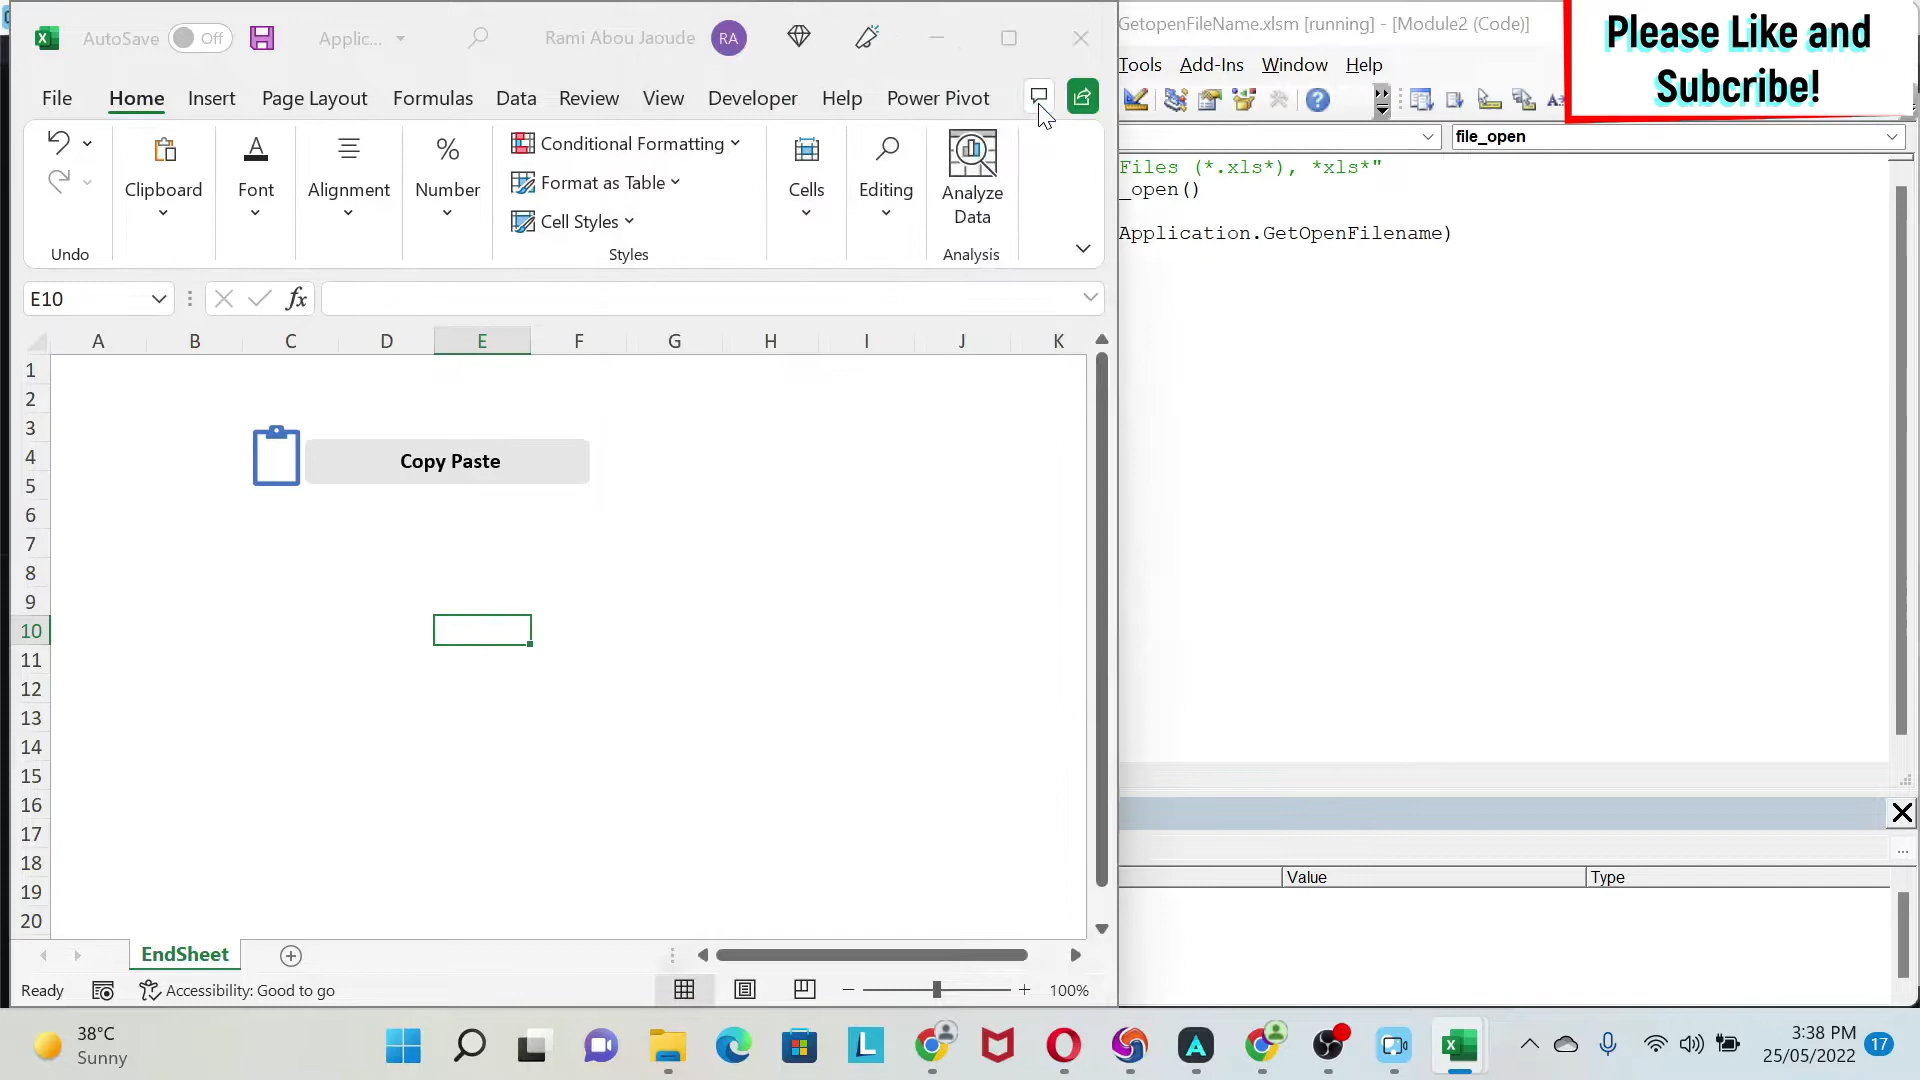 AutoSave Off Applic... Rami Abou Jaoude RA
File Home Insert Page Layout Formulas Data Review View Developer Help Power Pivot
Clipboard
Font
Alignment
%
Number
Conditional Formatting
Format as Table
Cell Styles
Cells
Editing
Analyze
Data
Undo Styles Analysis
E10 fx
A B C D E F G H I J K
1
2
3
4
5
6
7
8
9
10
11
12
13
14
15
16
17
18
19
20
Copy Paste
EndSheet
Ready Accessibility: Good to go 100%
GetopenFileName.xlsm [running] - [Module2 (Code)]
Tools Add-Ins Window Help
Please Like and
Subcribe!
file_open
Files (*.xls*), *xls*"
_open()
Application.GetOpenFilename)
...
Value Type
38°C
Sunny
3:38 PM
25/05/2022
17